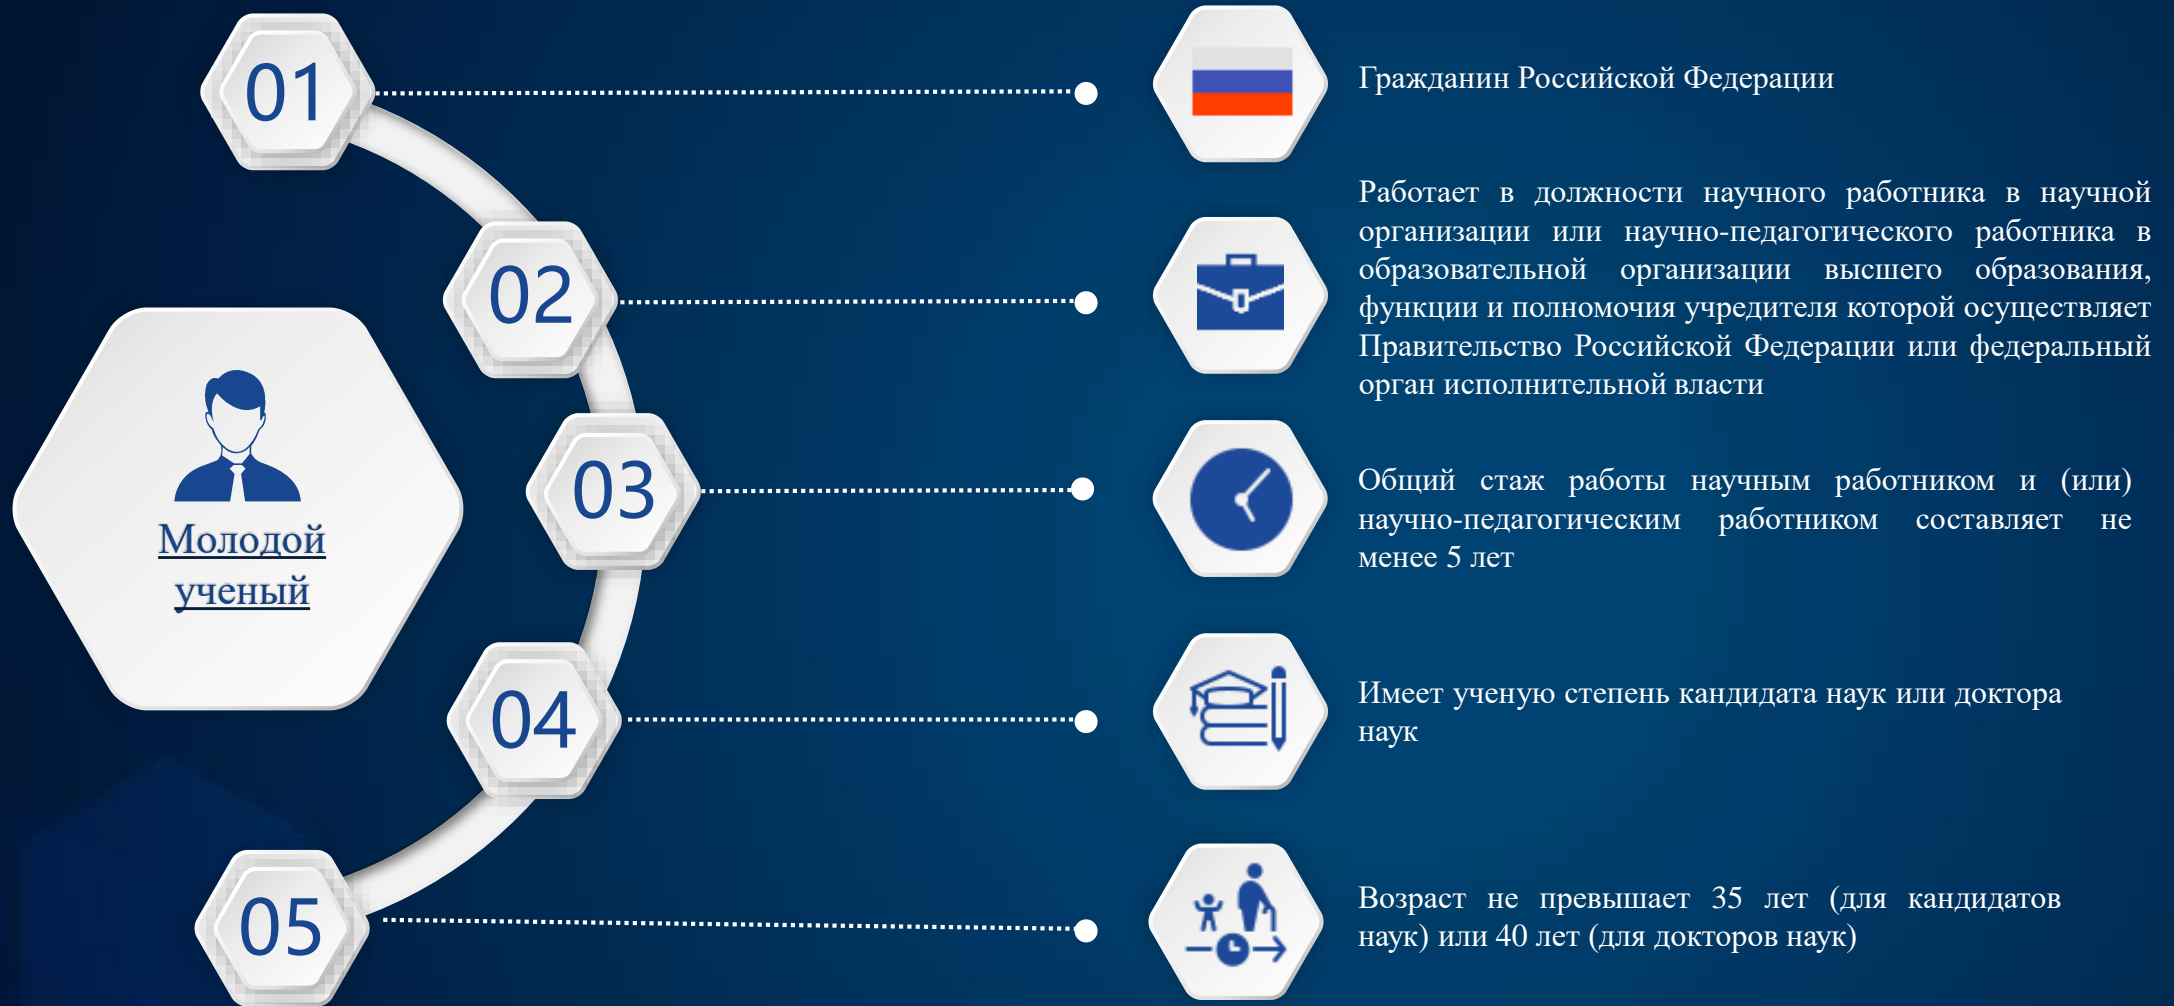 01
Гражданин Российской Федерации
02
Работает в должности научного работника в научной
организации или научно-педагогического работника в
образовательной организации высшего образования,
функции и полномочия учредителя которой осуществляет
Правительство Российской Федерации или федеральный
орган исполнительной власти
Молодой
ученый
03
Общий стаж работы научным работником и (или)
научно-педагогическим работником составляет не
менее 5 лет
04
Имеет ученую степень кандидата наук или доктора
наук
05
Возраст не превышает 35 лет (для кандидатов
наук) или 40 лет (для докторов наук)